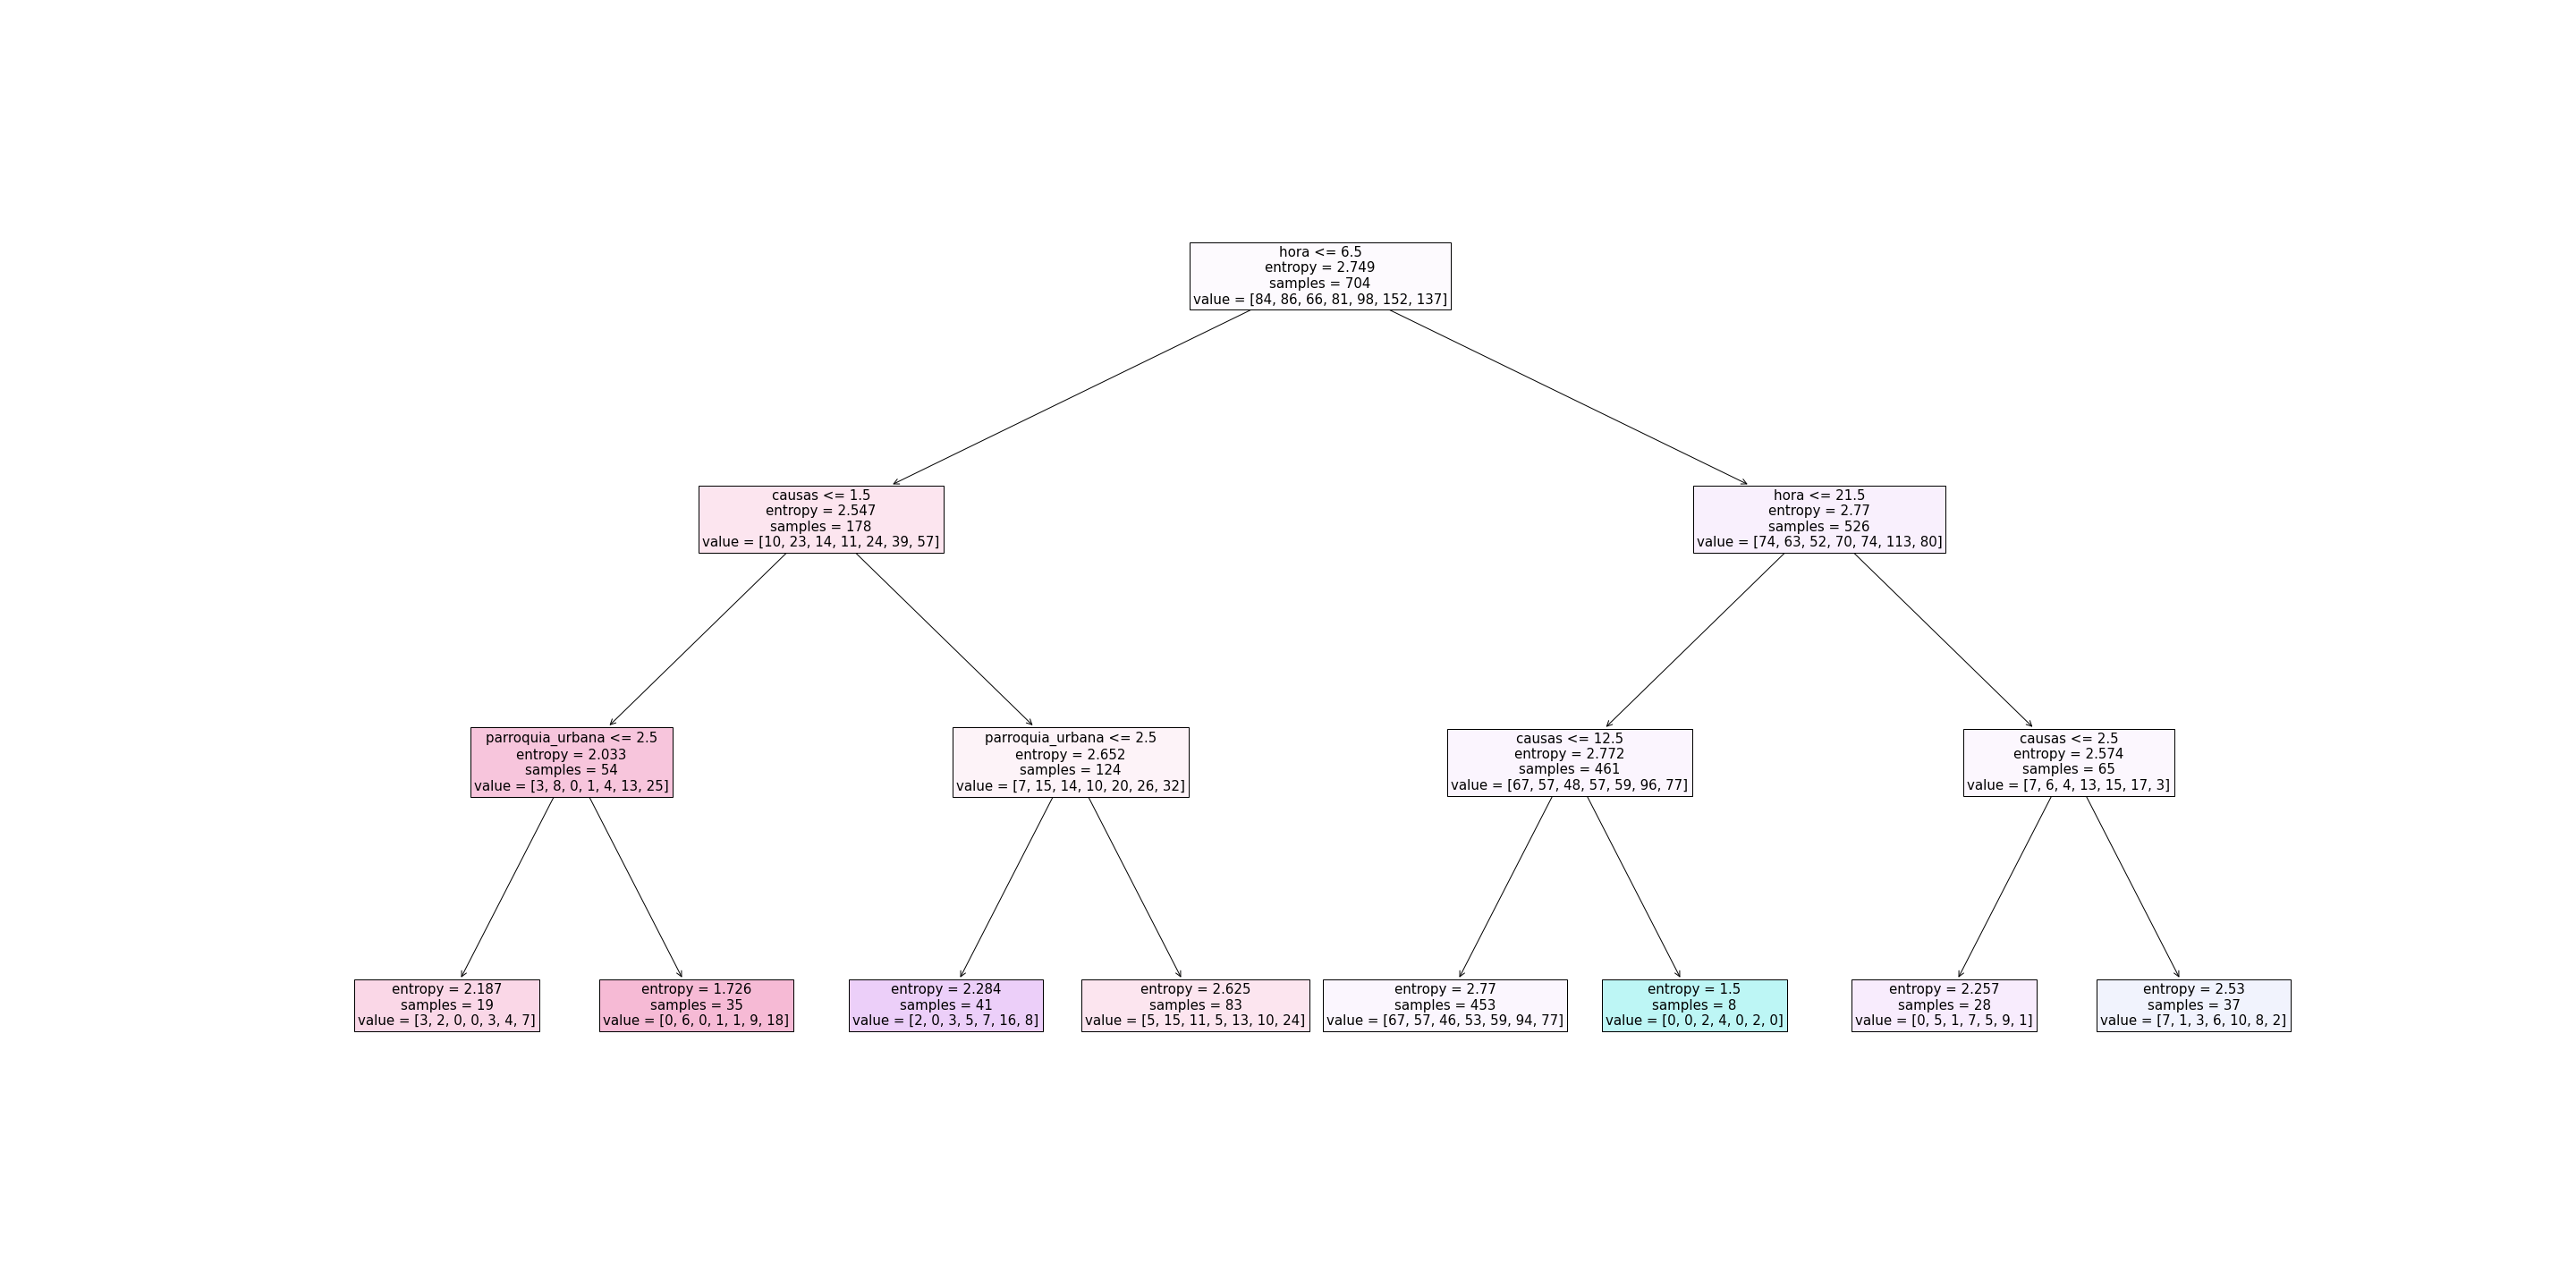 hora <= 6.5
entropy = 2.749
samples = 704
value = [84, 86, 66, 81, 98, 152, 137]
causas <= 1.5
entropy = 2.547
samples = 178
value = [10, 23, 14, 11, 24, 39, 57]
hora <= 21.5
entropy = 2.77
samples = 526
value = [74, 63, 52, 70, 74, 113, 80]
parroquia_urbana <= 2.5
entropy = 2.033
samples = 54
value = [3, 8, 0, 1, 4, 13, 25]
parroquia_urbana <= 2.5
entropy = 2.652
samples = 124
value = [7, 15, 14, 10, 20, 26, 32]
causas <= 12.5
entropy = 2.772
samples = 461
value = [67, 57, 48, 57, 59, 96, 77]
causas <= 2.5
entropy = 2.574
samples = 65
value = [7, 6, 4, 13, 15, 17, 3]
entropy = 2.187
samples = 19
value = [3, 2, 0, 0, 3, 4, 7]
entropy = 1.726
samples = 35
value = [0, 6, 0, 1, 1, 9, 18]
entropy = 2.284
samples = 41
value = [2, 0, 3, 5, 7, 16, 8]
entropy = 2.625
samples = 83
value = [5, 15, 11, 5, 13, 10, 24]
entropy = 2.77
samples = 453
value = [67, 57, 46, 53, 59, 94, 77]
entropy = 1.5
samples = 8
value = [0, 0, 2, 4, 0, 2, 0]
entropy = 2.257
samples = 28
value = [0, 5, 1, 7, 5, 9, 1]
entropy = 2.53
samples = 37
value = [7, 1, 3, 6, 10, 8, 2]